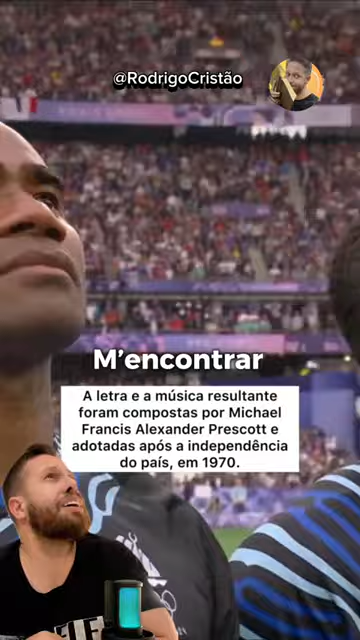 @RodrigoCristão
M'encontrar
A letra e a música resultante
foram compostas por Michael
Francis Alexander Prescott e
adotadas após a independência
do país, em 1970.